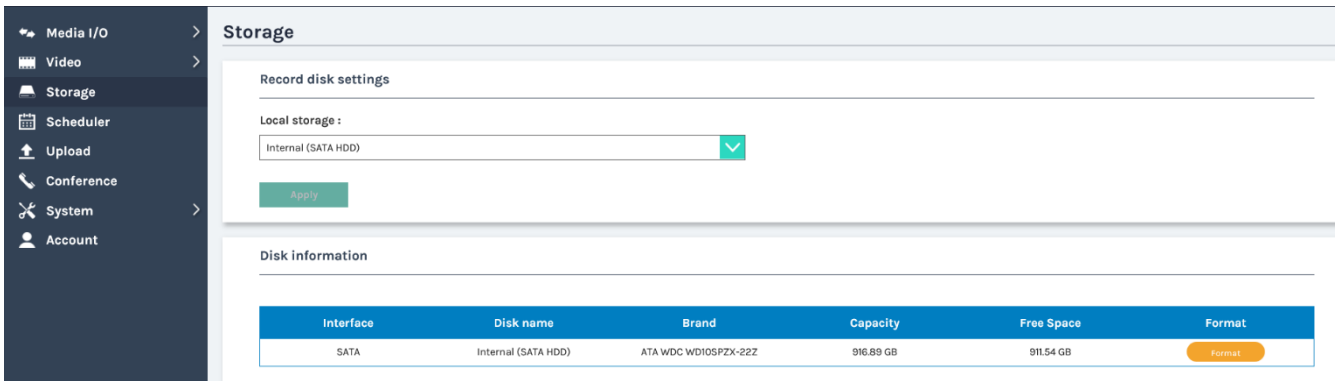 Media I/O
Video
Storage
Scheduler
Upload
Conference
System
Account
Storage
Record disk settings
Local storage :
Internal (SATA HDD)
Apply
Disk information
Interface Disk name Brand Capacity Free Space Format
SATA Internal (SATA HDD) ATA WDC WD10SPZX-22Z 916.89 GB 911.54 GB Format